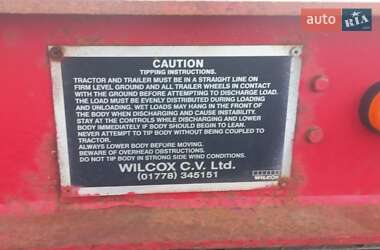 auto RIA.com
CAUTION
TIPPING INSTRUCTIONS.
TRACTOR AND TRAILER MUST BE IN A STRAIGHT LINE ON
FIRM LEVEL GROUND AND ALL TRAILER WHEELS IN CONTACT
WITH THE GROUND BEFORE ATTEMPTING TO DISCHARGE LOAD.
THE LOAD MUST BE EVENLY DISTRIBUTED DURING LOADING
AND UNLOADING. WET LOADS MAY HANG IN THE FRONT OF
THE BODY WHEN DISCHARGING AND CAUSE INSTABILITY.
STAY AT THE CONTROLS WHILE DISCHARGING AND LOWER
BODY IMMEDIATELY IF BODY SHOULD BEGIN TO LEAN.
NEVER ATTEMPT TO TIP BODY WITHOUT BEING COUPLED TO
TRACTOR.
ALWAYS LOWER BODY BEFORE MOVING.
BEWARE OF OVERHEAD OBSTRUCTIONS.
DO NOT TIP BODY IN STRONG SIDE WIND CONDITIONS.
WILCOX C.V. Ltd.
(01778) 345151
WILCOX